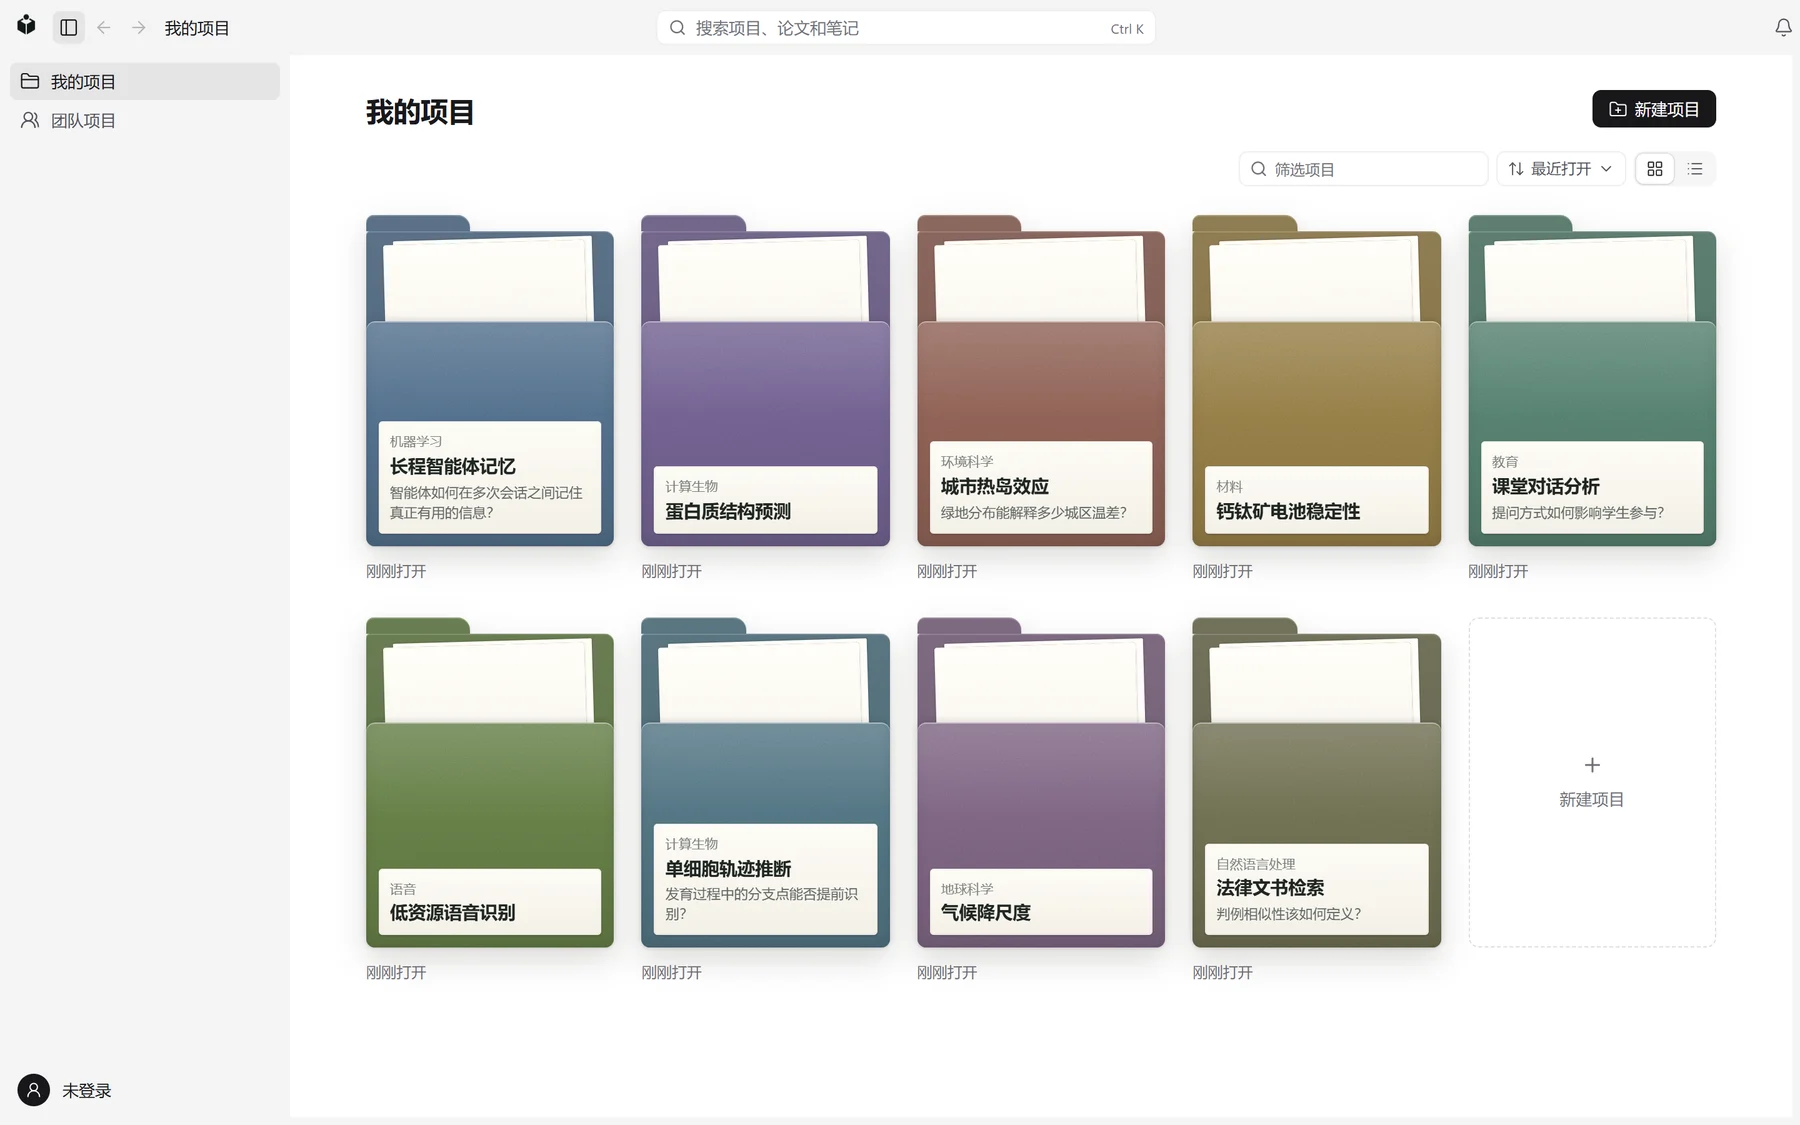 我的项目
搜索项目、论文和笔记
Ctrl K
我的项目
团队项目
我的项目
新建项目
筛选项目
最近打开
机器学习
长程智能体记忆
智能体如何在多次会话之间记住
真正有用的信息?
刚刚打开
计算生物
蛋白质结构预测
刚刚打开
环境科学
城市热岛效应
绿地分布能解释多少城区温差?
刚刚打开
材料
钙钛矿电池稳定性
刚刚打开
教育
课堂对话分析
提问方式如何影响学生参与?
刚刚打开
语音
低资源语音识别
刚刚打开
计算生物
单细胞轨迹推断
发育过程中的分支点能否提前识
别?
刚刚打开
地球科学
气候降尺度
刚刚打开
自然语言处理
法律文书检索
判例相似性该如何定义?
刚刚打开
新建项目
未登录